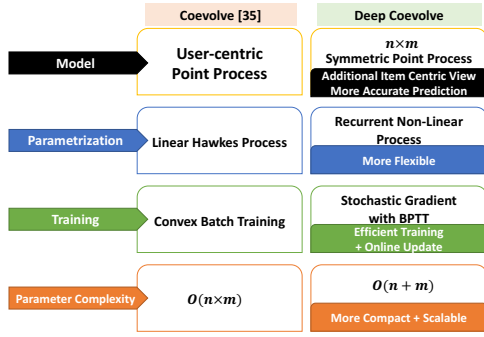 Coevolve [35]
Deep Coevolve
Model
User-centric
Point Process
n×m
Symmetric Point Process
Additional Item Centric View
More Accurate Prediction
Parametrization
Linear Hawkes Process
Recurrent Non-Linear
Process
More Flexible
Training
Convex Batch Training
Stochastic Gradient
with BPTT
Efficient Training
+ Online Update
Parameter Complexity
O(n×m)
O(n + m)
More Compact + Scalable